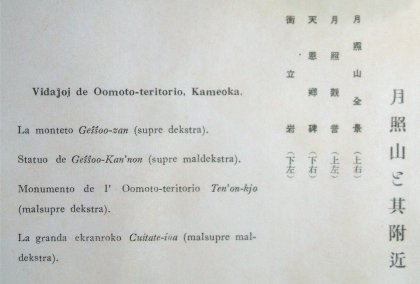 月照山と其附近
月照山全景(上右)
月照觀音(上左)
天恩郷碑(下右)
衝立岩(下左)
Vidaĵoj de Oomoto-teritorio, Kameoka.
La monteto Geŝŝoo-zan (supre dekstra).
Statuo de Geŝŝoo-Kan'non (supre maldekstra).
Monumento de l' Oomoto-teritorio Ten'on-kjo
(malsupre dekstra).
La granda ekranroko Cuitate-iŭa (malsupre mal-
dekstra).